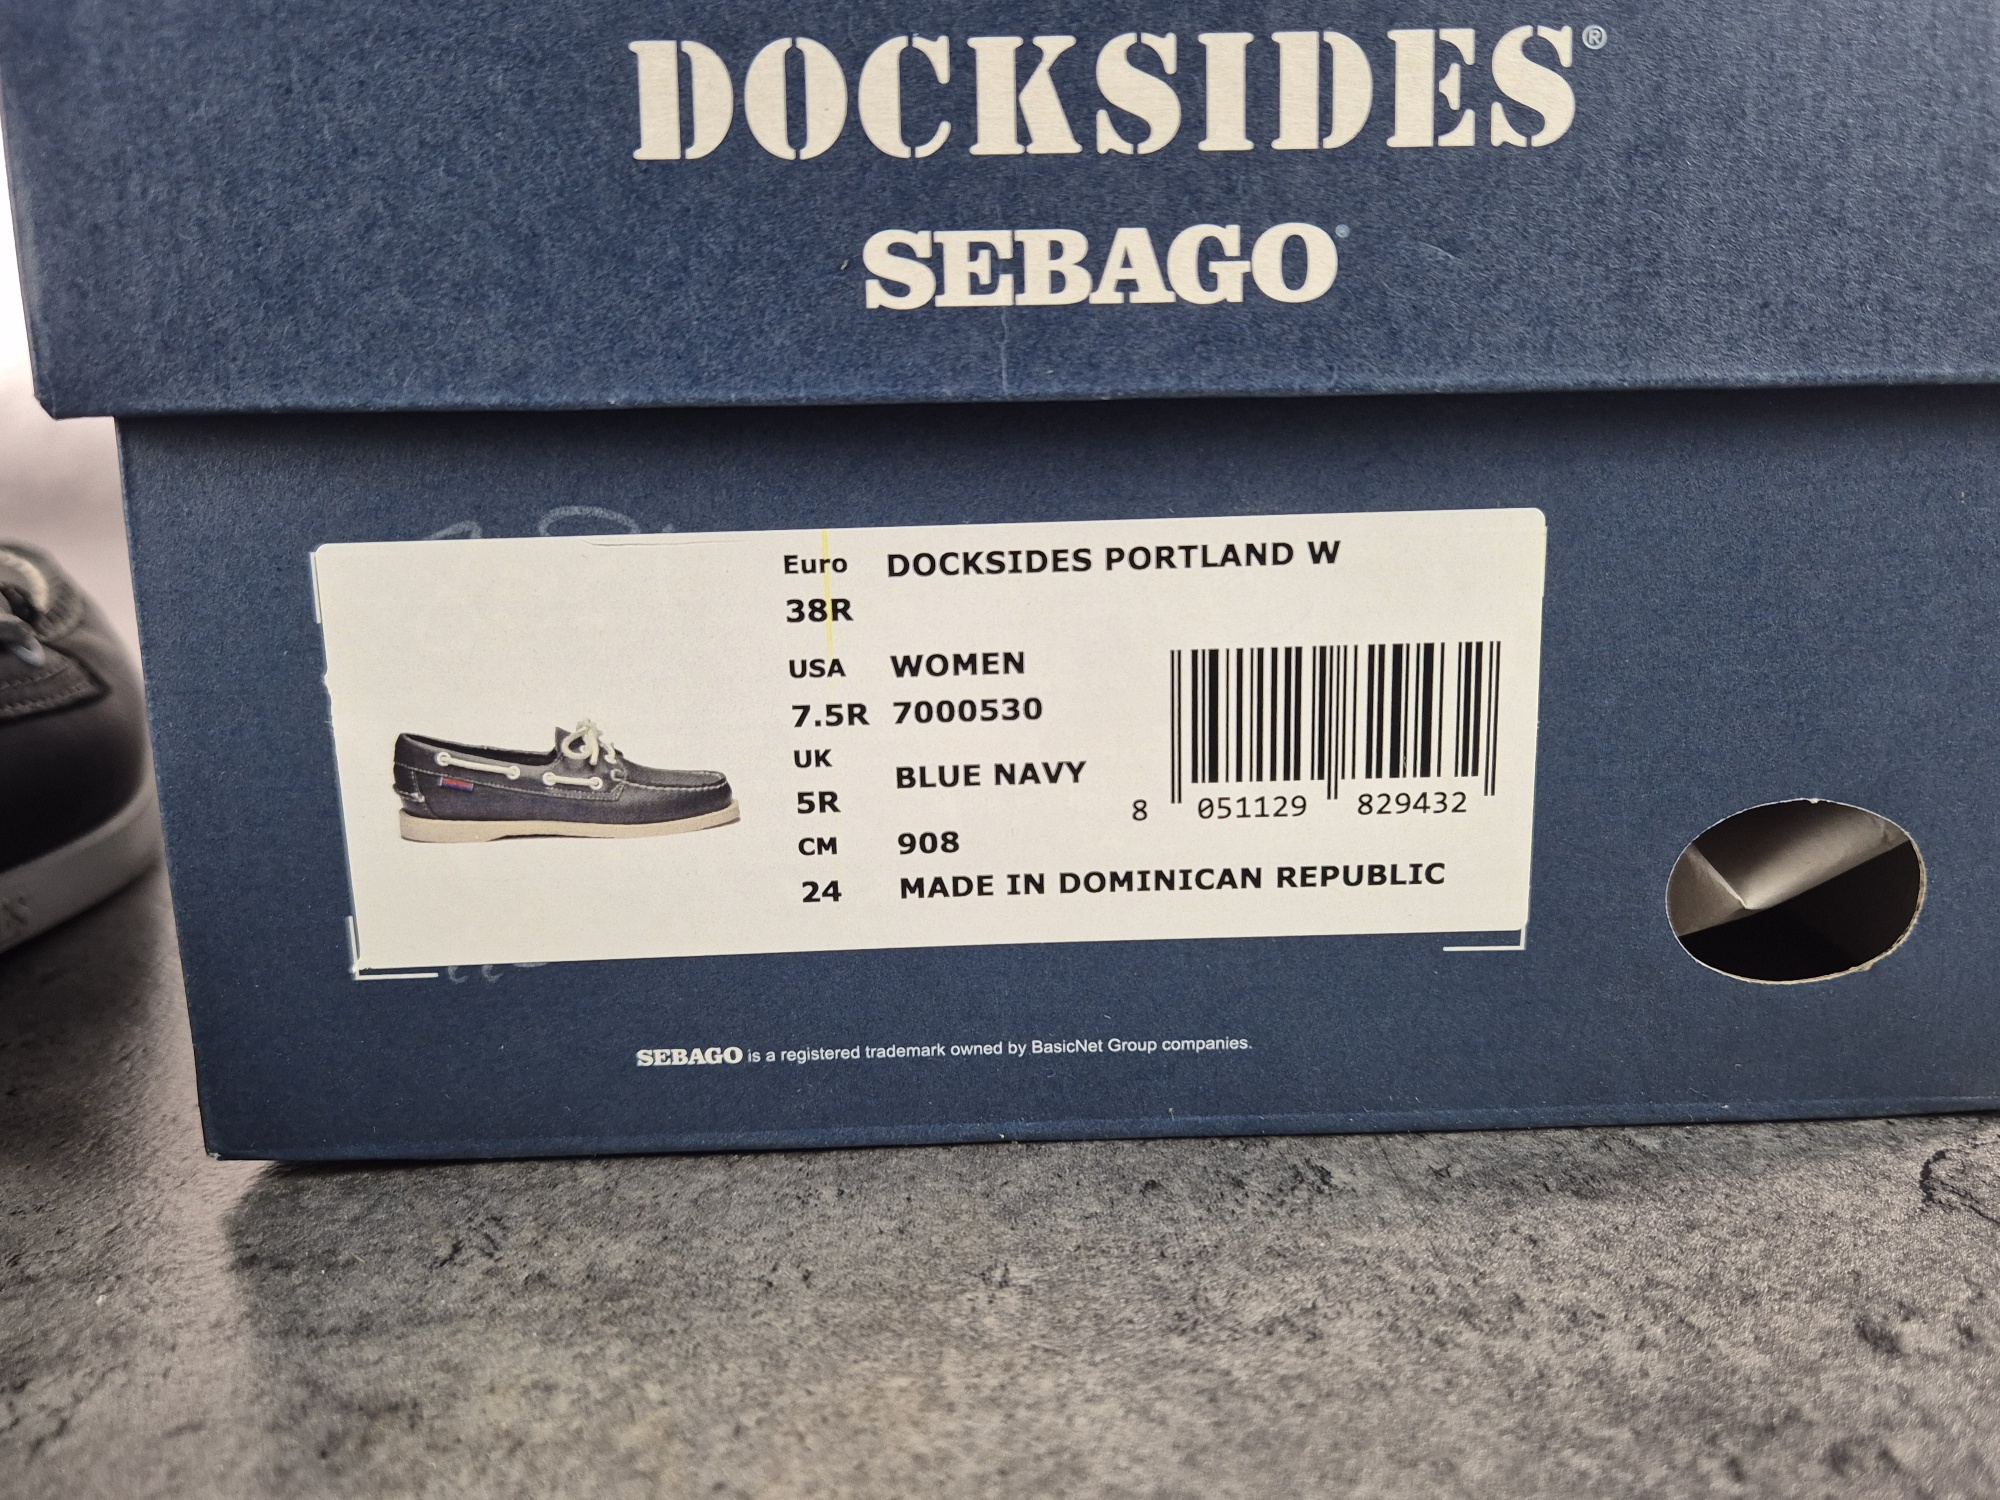 DOCKSIDES®
SEBAGO
Euro DOCKSIDES PORTLAND W
38R
USA WOMEN
7.5R 7000530
UK
BLUE NAVY
5R
8 051129 829432
CM 908
24 MADE IN DOMINICAN REPUBLIC
SEBAGO is a registered trademark owned by BasicNet Group companies.